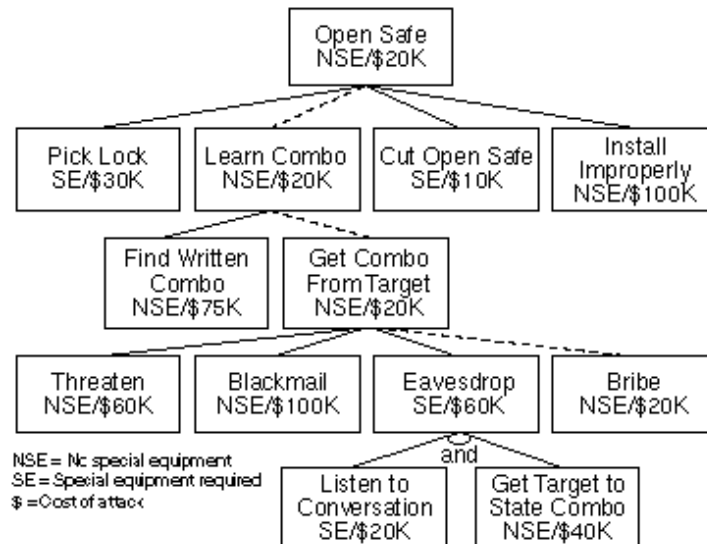 Open Safe
NSE/$20K
Pick Lock
SE/$30K
Learn Combo
NSE/$20K
Cut Open Safe
SE/$10K
Install
Improperly
NSE/$100K
Find Written
Combo
NSE/$75K
Get Combo
From Target
NSE/$20K
Threaten
NSE/$60K
Blackmail
NSE/$100K
Eavesdrop
SE/$60K
Bribe
NSE/$20K
and
NSE = No special equipment
SE = Special equipment required
$ = Cost of attack
Listen to
Conversation
SE/$20K
Get Target to
State Combo
NSE/$40K